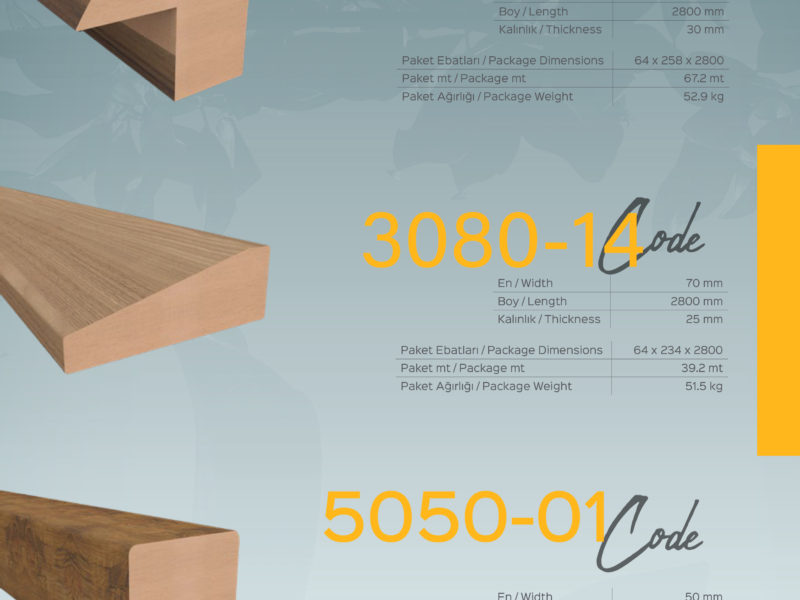 Boy / Length 2800 mm
Kalınlık / Thickness 30 mm
Paket Ebatları / Package Dimensions 64 x 258 x 2800
Paket mt / Package mt 67.2 mt
Paket Ağırlığı / Package Weight 52.9 kg
3080-14 Code
En / Width 70 mm
Boy / Length 2800 mm
Kalınlık / Thickness 25 mm
Paket Ebatları / Package Dimensions 64 x 234 x 2800
Paket mt / Package mt 39.2 mt
Paket Ağırlığı / Package Weight 51.5 kg
5050-01 Code
En / Width 50 mm